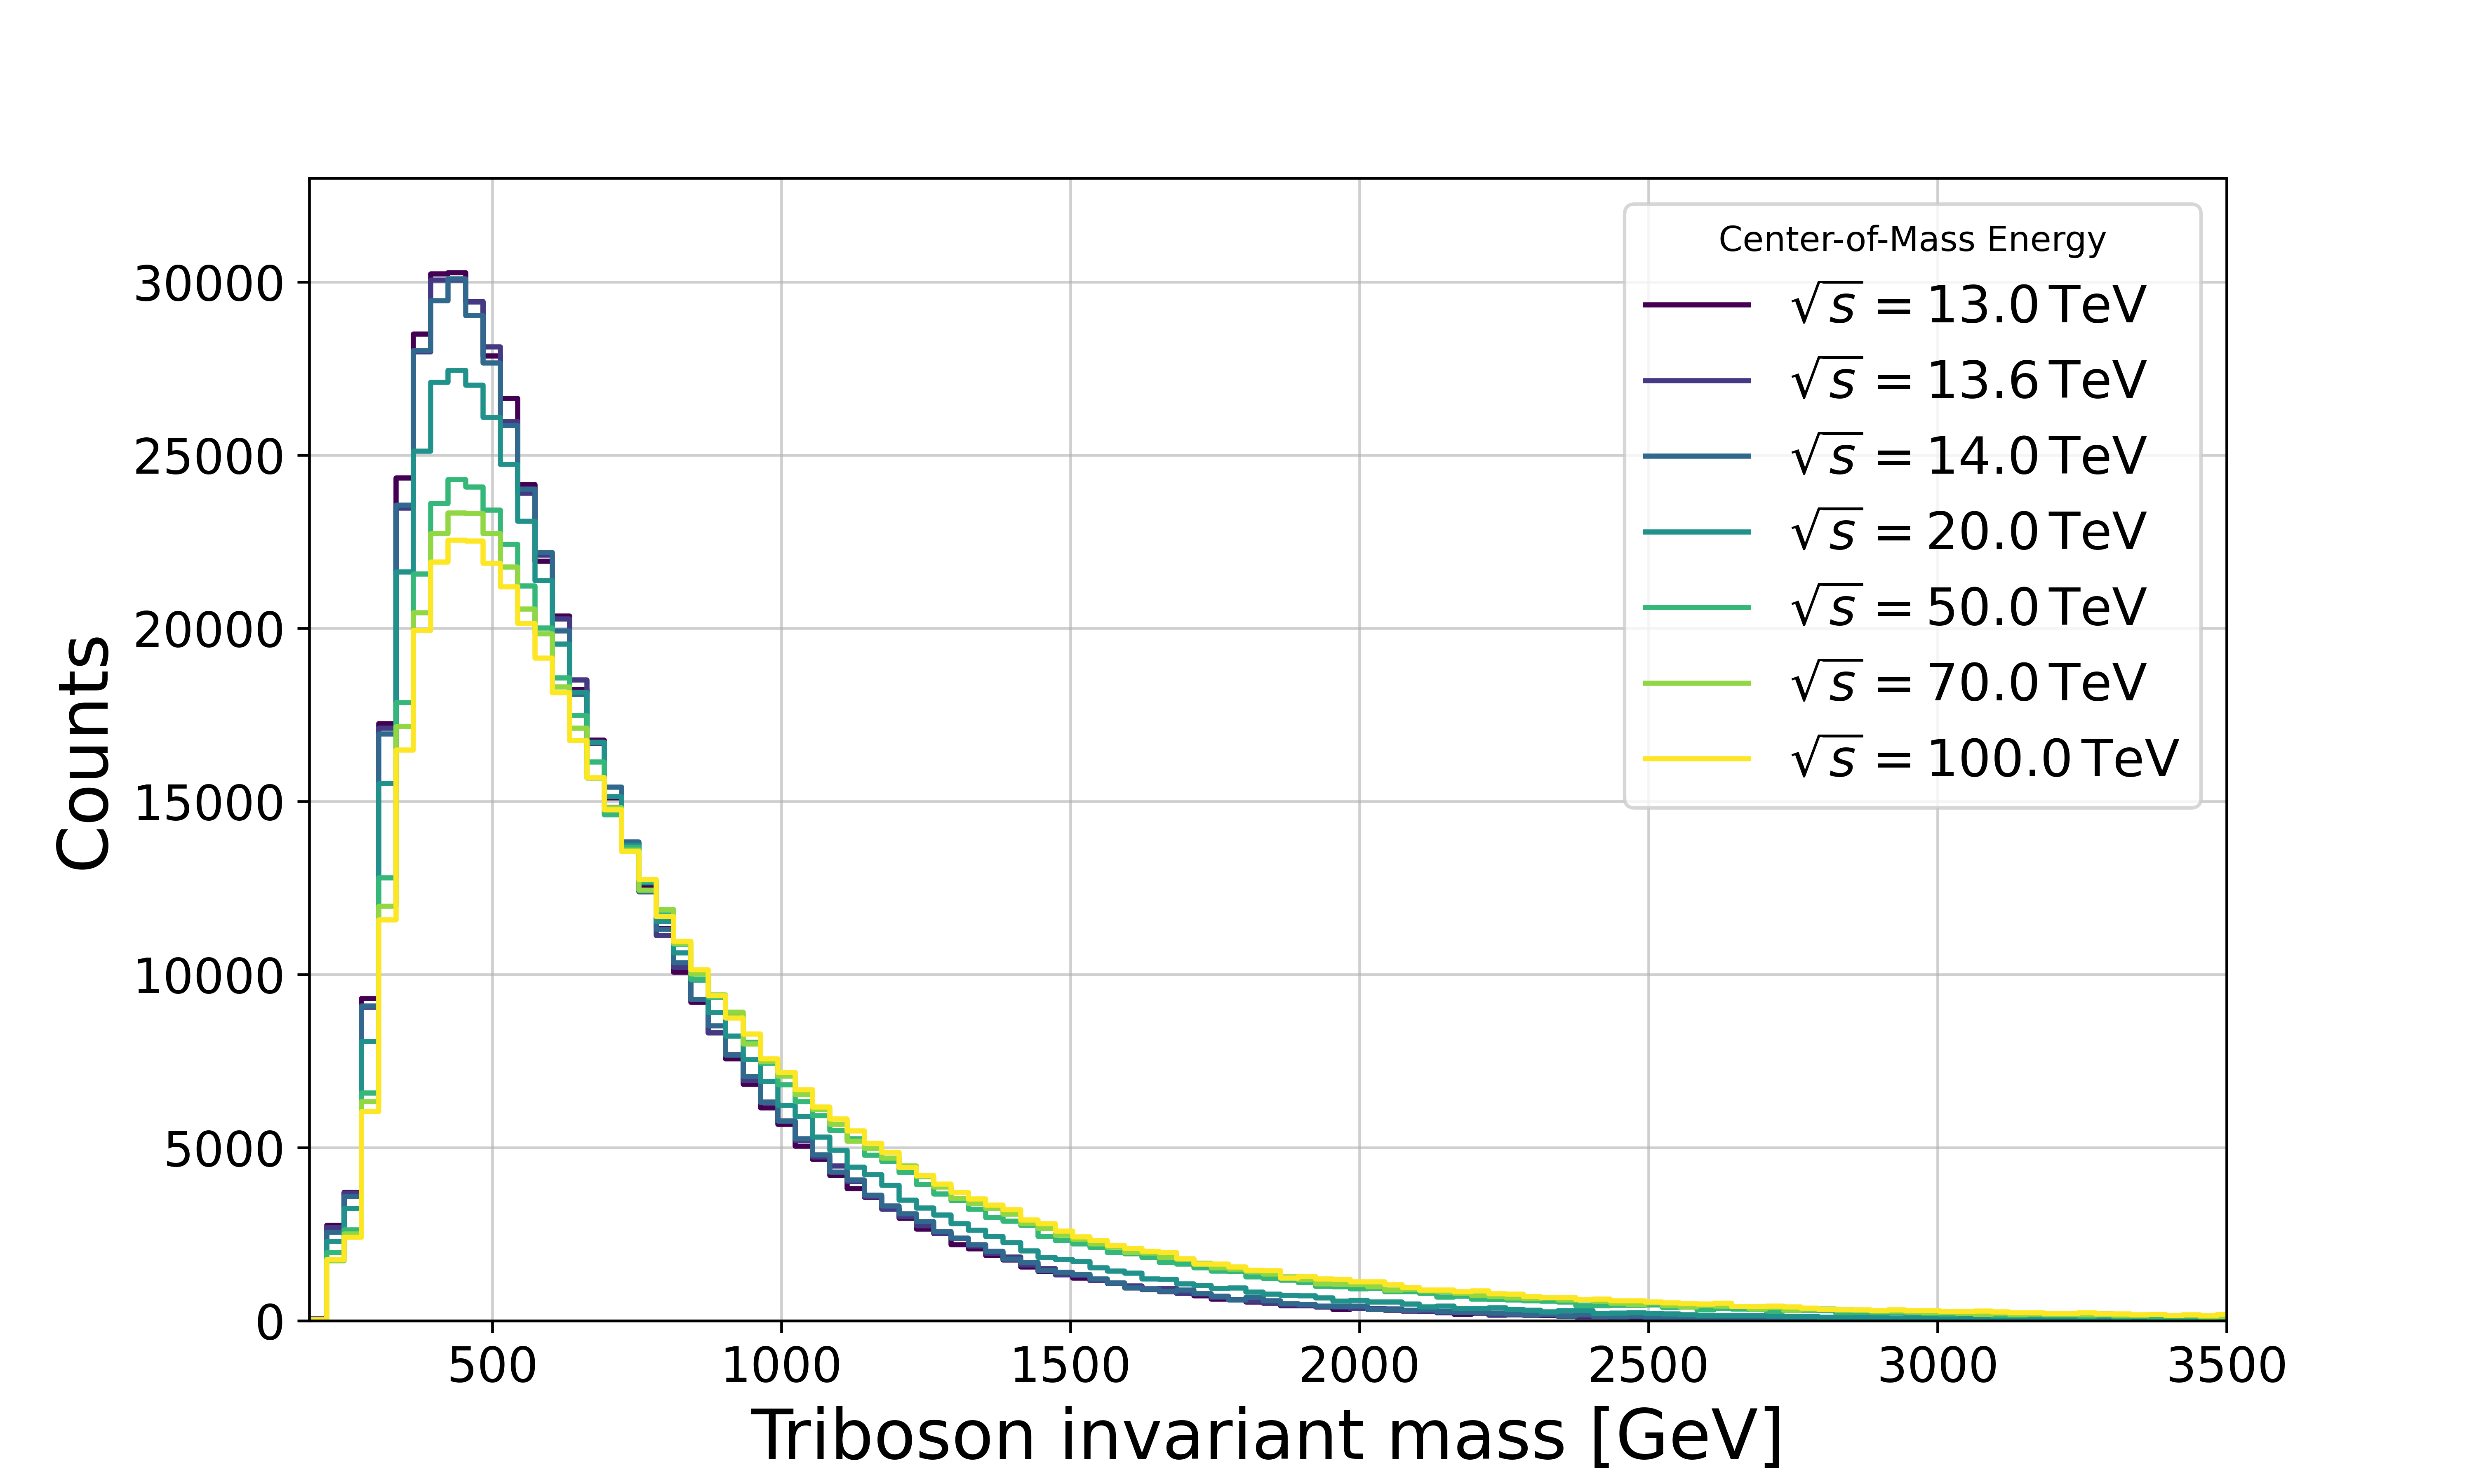 Center-of-Mass Energy
√s = 13.0 TeV
√s = 13.6 TeV
√s = 14.0 TeV
√s = 20.0 TeV
√s = 50.0 TeV
√s = 70.0 TeV
√s = 100.0 TeV
Counts
30000
25000
20000
15000
10000
5000
0
500 1000 1500 2000 2500 3000 3500
Triboson invariant mass [GeV]